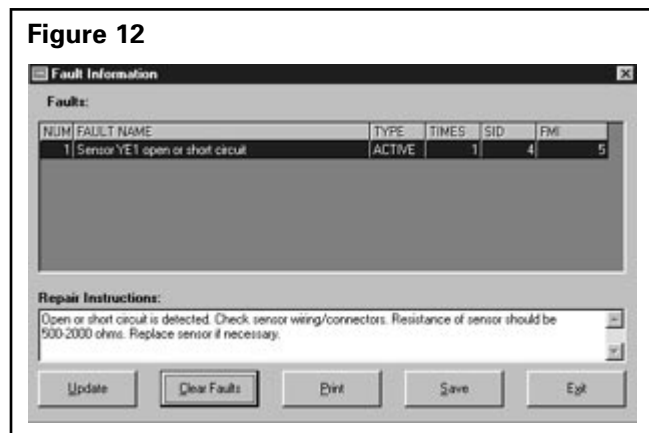 Figure 12
Fault Information
Faults:
NUM FAULT NAME TYPE TIMES SID FMI
1 Sensor YE1 open or short circuit ACTIVE 1 4 5
Repair Instructions:
Open or short circuit is detected. Check sensor wiring/connectors. Resistance of sensor should be
500-2000 ohms. Replace sensor if necessary.
Update Clear Faults Print Save Exit